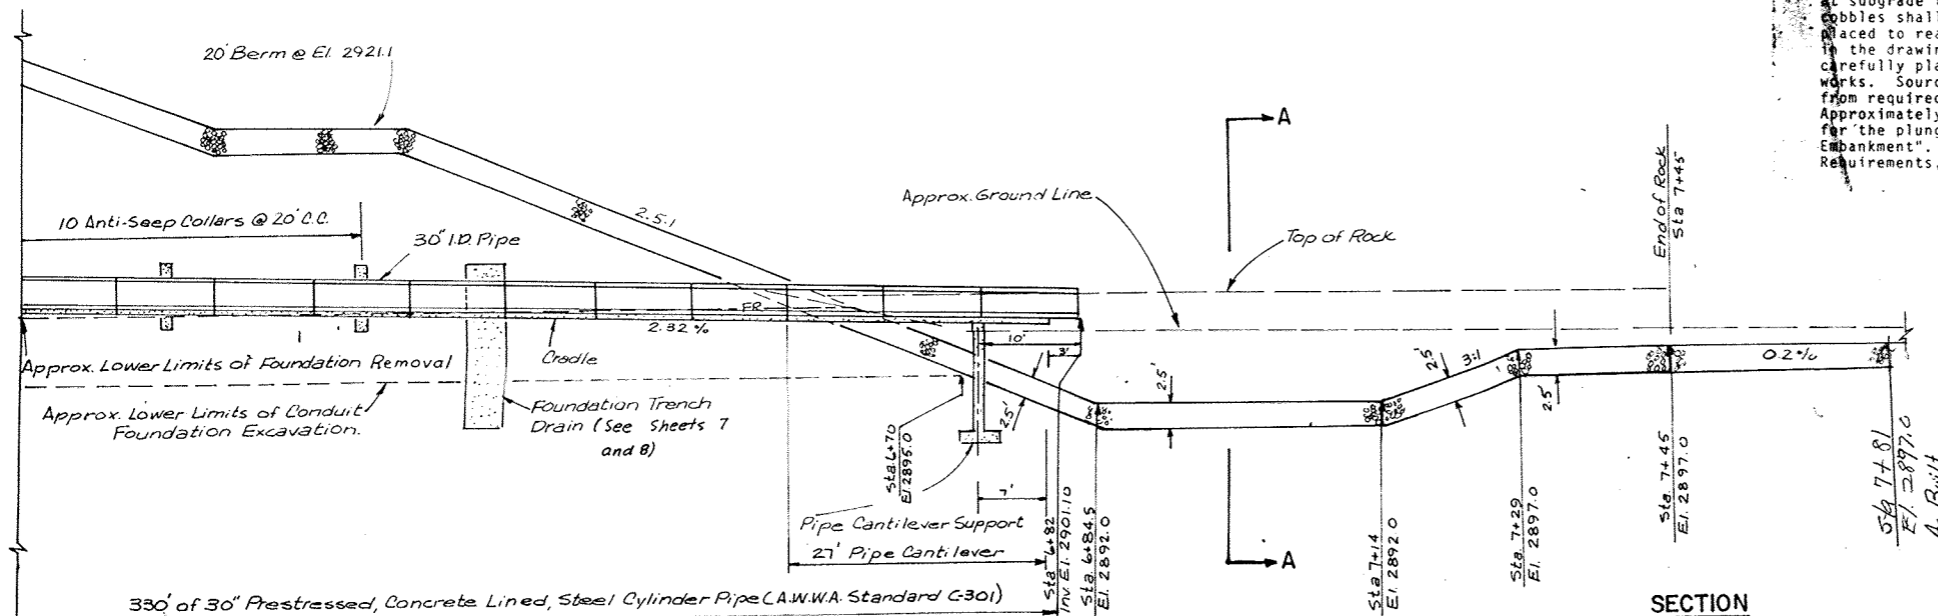 at subgrade
cobbles shall
placed to
in the drawin
carefully pla
works. Sourc
from required
Approximately
for the plung
Embankment".
Requirements.
20' Berm @ El. 2921.1
A
End of Rock
Sta 7+45
Approx. Ground Line
10 Anti-Seep Collars @ 20' C.C.
2.5:1
30" I.D. Pipe
Top of Rock
FR
2.32 %
10'
3'
Approx. Lower Limits of Foundation Removal
Cradle
2.5'
2.5'
3:1
0.2%
Approx. Lower Limits of Conduit
Foundation Excavation.
Foundation Trench
Drain (See Sheets 7
and 8)
2.5'
2.5'
Sta 6+70
El. 2895.0
7'
Pipe Cantilever Support
27' Pipe Cantilever
Sta 6+82
Inv El. 2901.10
Sta 6+84.5
El. 2892.0
A
Sta 7+14
El. 2892.0
Sta. 7+29
El. 2897.0
Sta. 7+45
El. 2897.0
Sta 7+81
El. 2897.0
330' of 30" Prestressed, Concrete Lined, Steel Cylinder Pipe (A.W.W.A. Standard C-301)
SECTION